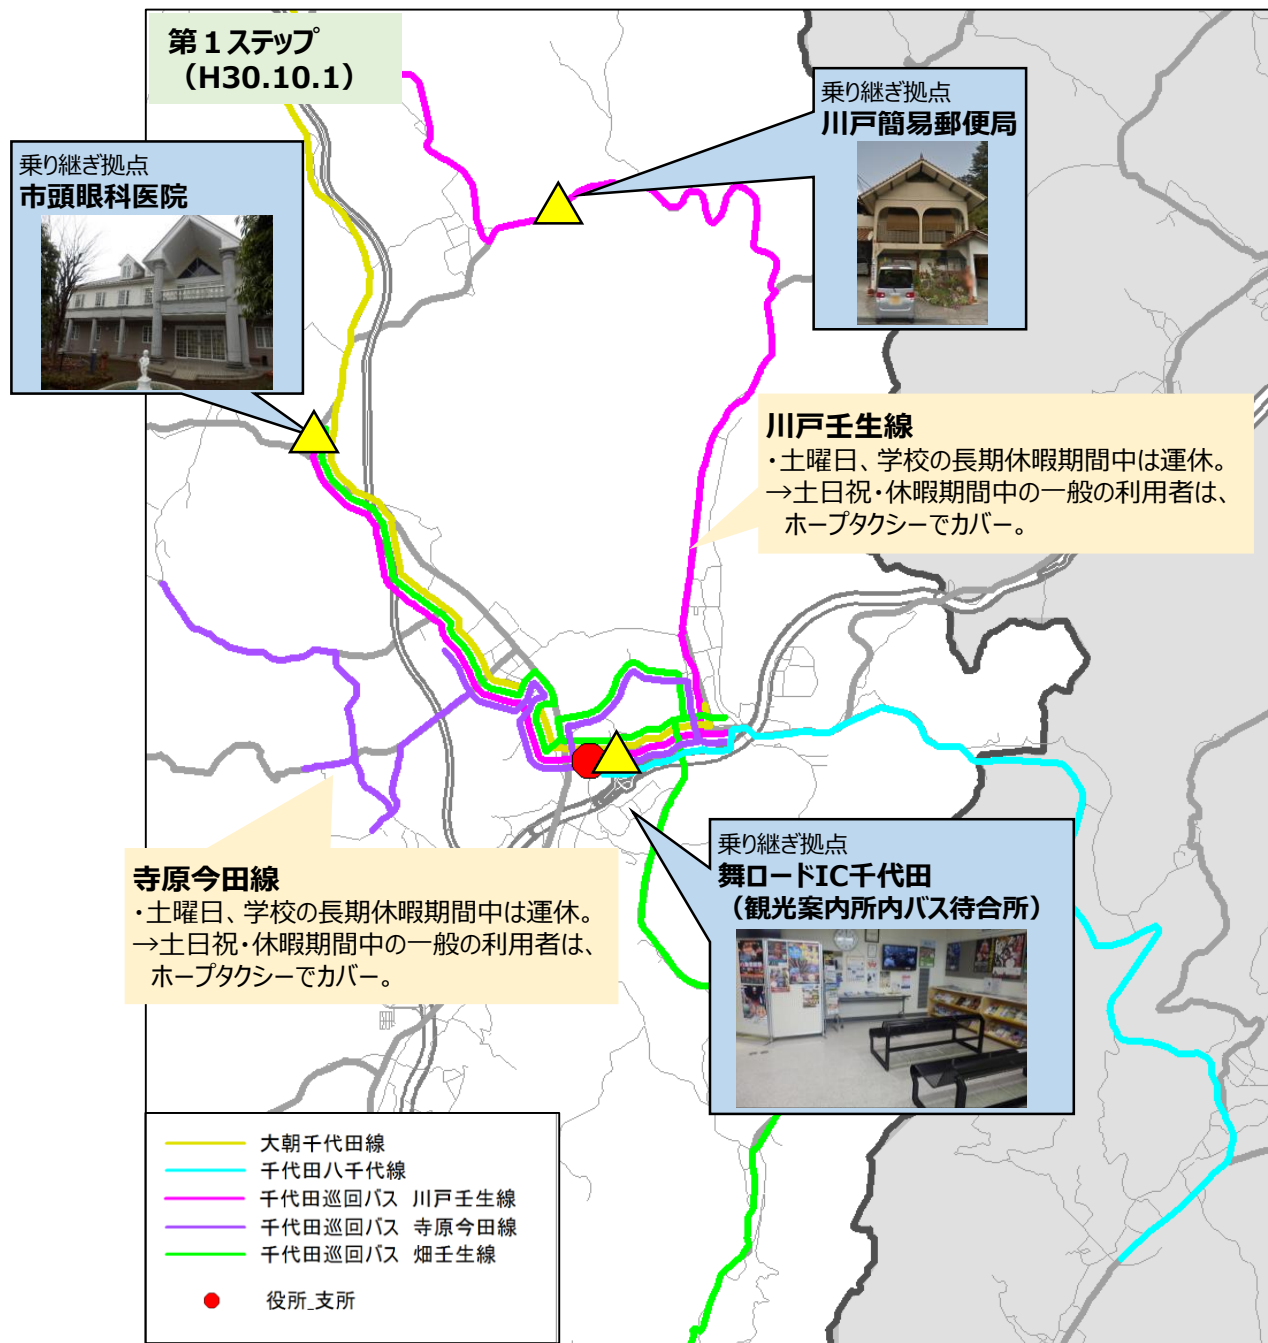 第１ステップ
（H30.10.1）
乗り継ぎ拠点
川戸簡易郵便局
乗り継ぎ拠点
市頭眼科医院
川戸壬生線
・土曜日、学校の長期休暇期間中は運休。
→土日祝・休暇期間中の一般の利用者は、
ホープタクシーでカバー。
寺原今田線
・土曜日、学校の長期休暇期間中は運休。
→土日祝・休暇期間中の一般の利用者は、
ホープタクシーでカバー。
乗り継ぎ拠点
舞ロードIC千代田
（観光案内所内バス待合所）
大朝千代田線
千代田八千代線
千代田巡回バス 川戸壬生線
千代田巡回バス 寺原今田線
千代田巡回バス 畑壬生線
役所_支所